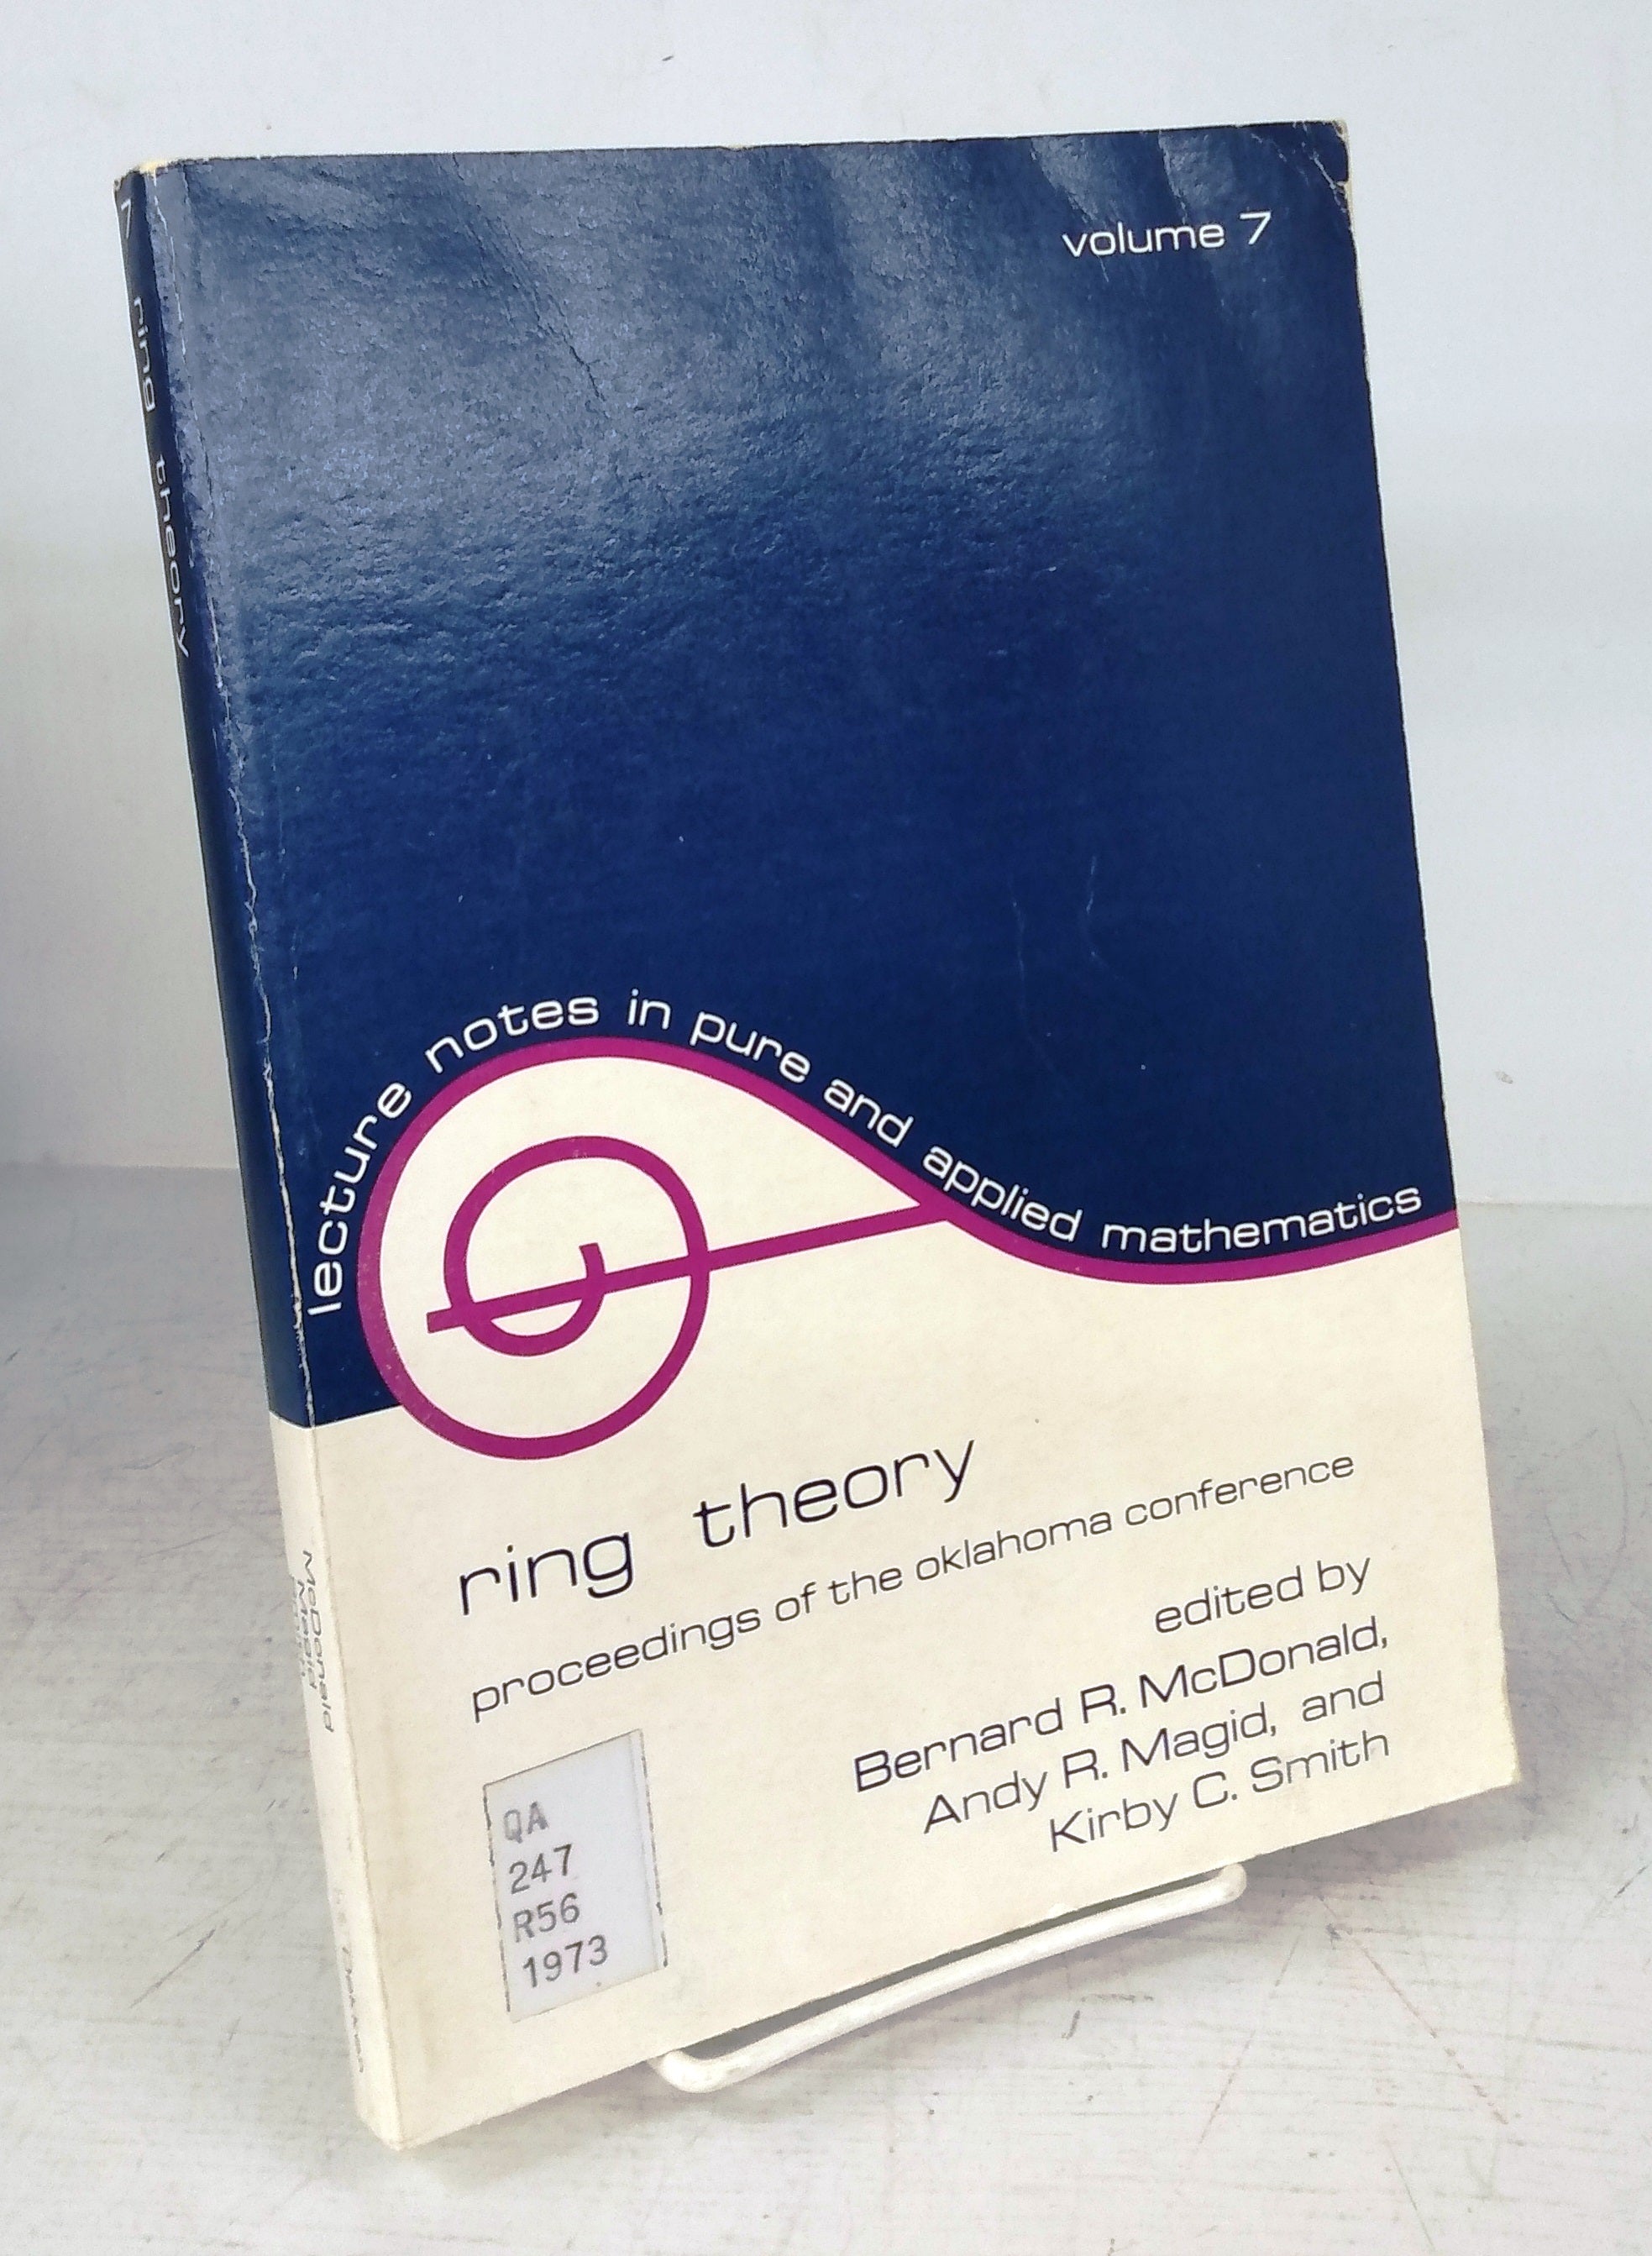 volume 7
lecture notes in pure and applied mathematics
ring theory
proceedings of the oklahoma conference
edited by
Bernard R. McDonald,
Andy R. Magid, and
Kirby C. Smith
QA
247
R56
1973
7
ring theory
McDonald
Magid